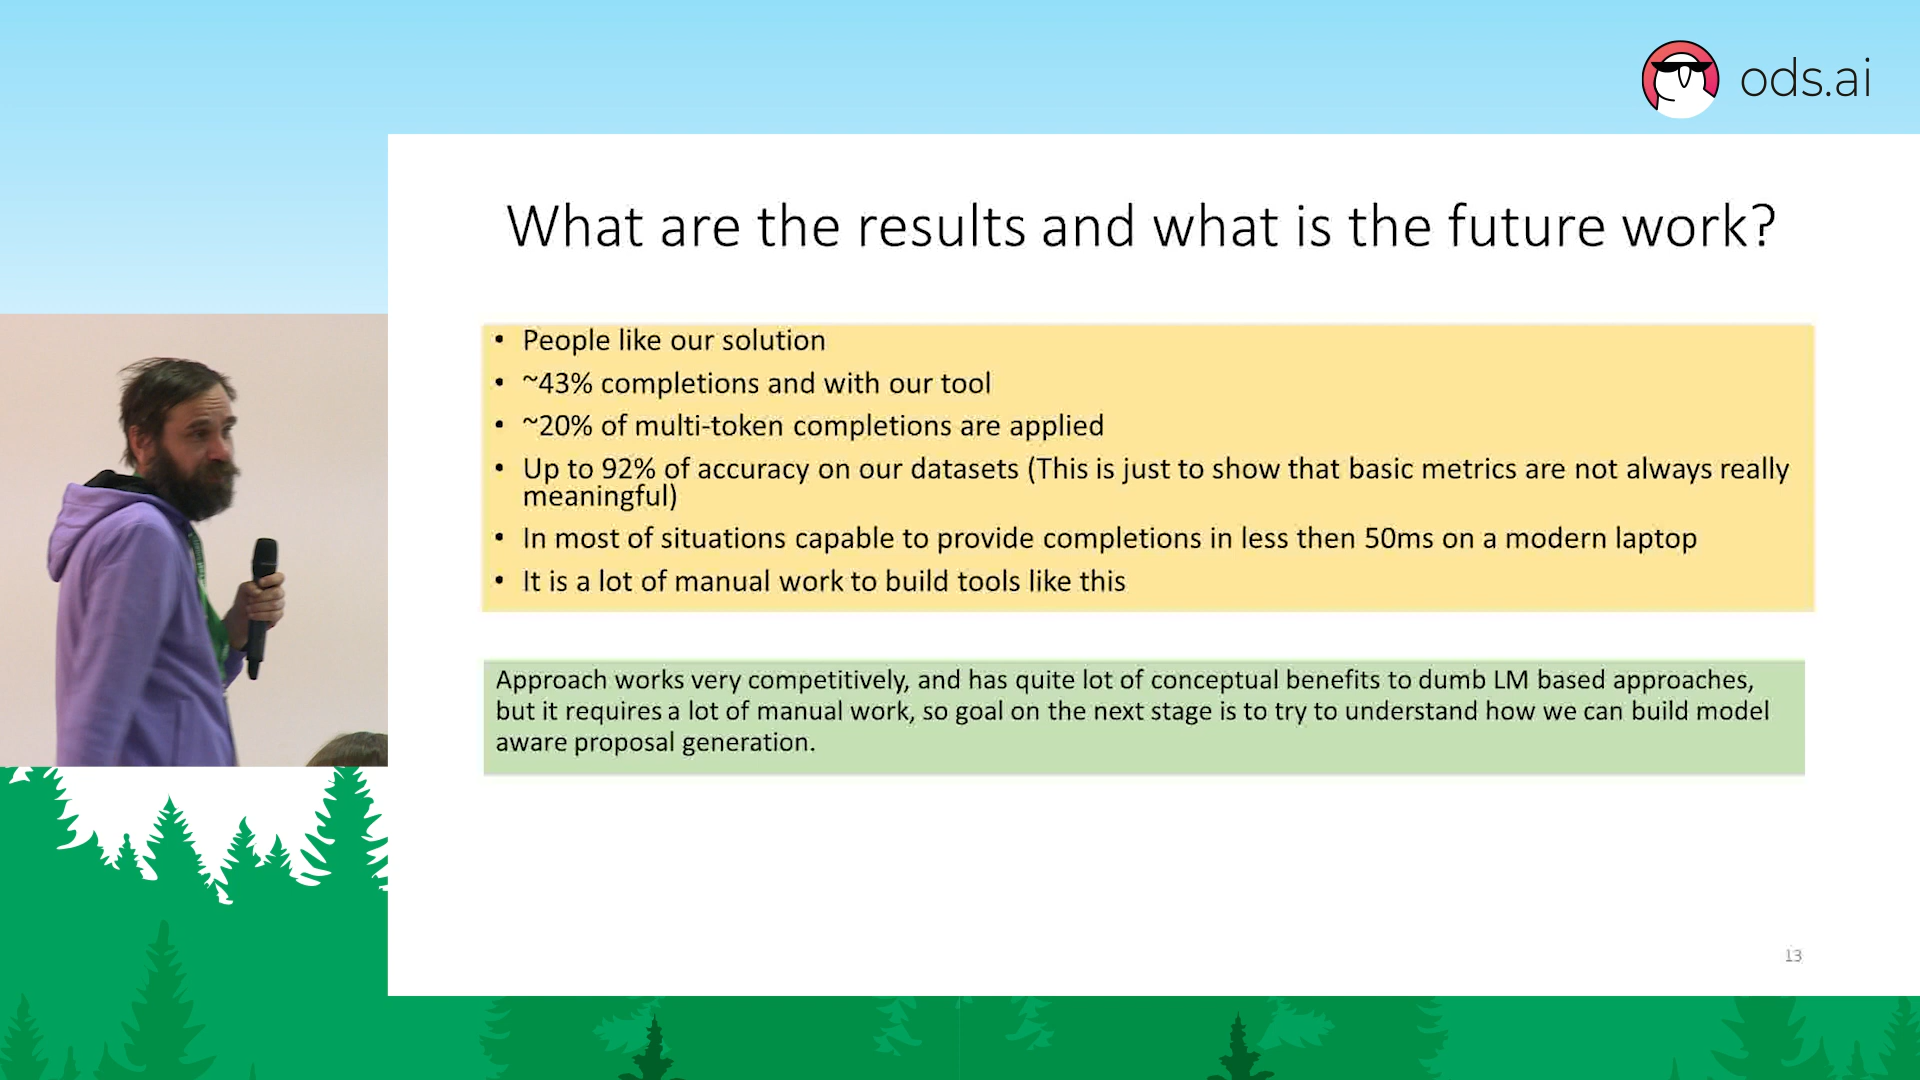 ods.ai
What are the results and what is the future work?
• People like our solution
• ~43% completions and with our tool
• ~20% of multi-token completions are applied
• Up to 92% of accuracy on our datasets (This is just to show that basic metrics are not always really
meaningful)
• In most of situations capable to provide completions in less then 50ms on a modern laptop
• It is a lot of manual work to build tools like this
Approach works very competitively, and has quite lot of conceptual benefits to dumb LM based approaches,
but it requires a lot of manual work, so goal on the next stage is to try to understand how we can build model
aware proposal generation.
13